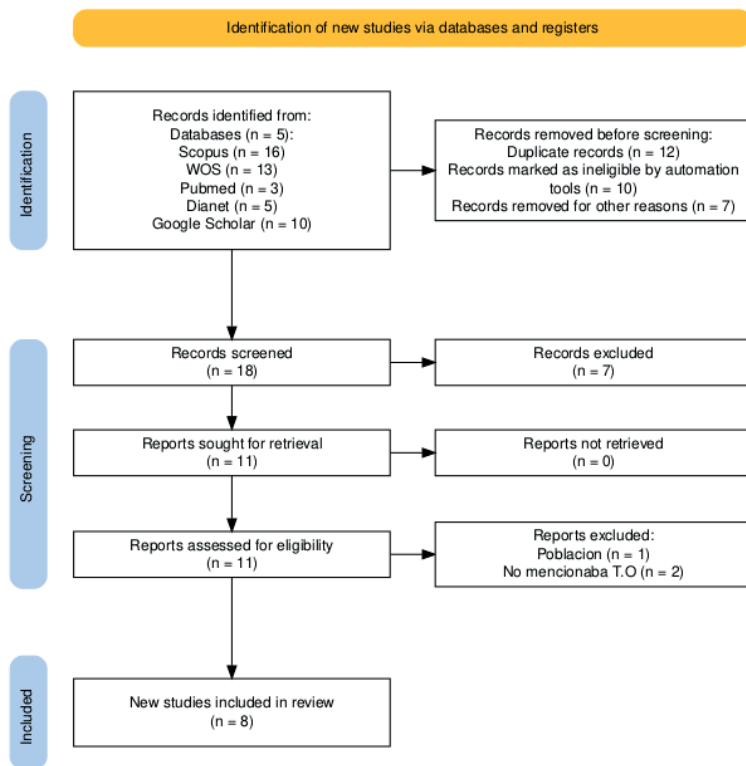 Identification of new studies via databases and registers
Identification
Records identified from:
Databases (n = 5):
Scopus (n = 16)
WOS (n = 13)
Pubmed (n = 3)
Dianet (n = 5)
Google Scholar (n = 10)
Records removed before screening:
Duplicate records (n = 12)
Records marked as ineligible by automation
tools (n = 10)
Records removed for other reasons (n = 7)
Screening
Records screened
(n = 18)
Records excluded
(n = 7)
Reports sought for retrieval
(n = 11)
Reports not retrieved
(n = 0)
Reports assessed for eligibility
(n = 11)
Reports excluded:
Poblacion (n = 1)
No mencionaba T.O (n = 2)
Included
New studies included in review
(n = 8)